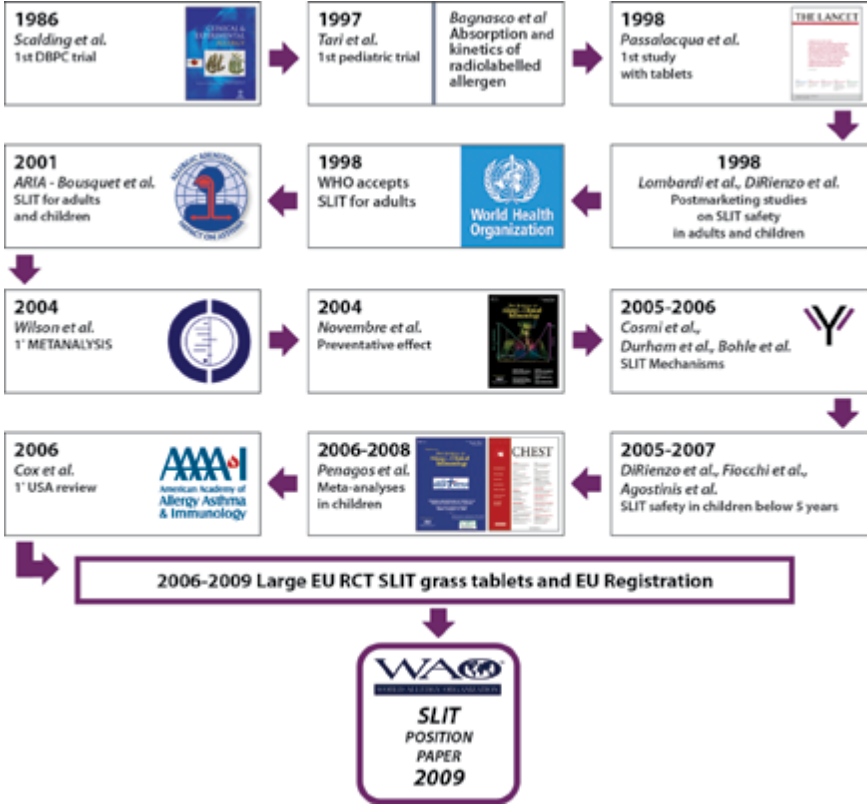 1986
Scalding et al.
1st DBPC trial
CLINICAL &
EXPERIMENTAL
ALLERGY
1997
Tari et al.
1st pediatric trial
Bagnasco et al
Absorption and
kinetics of
radiolabelled
allergen
1998
Passalacqua et al.
1st study
with tablets
THE LANCET
1998
Lombardi et al., DiRienzo et al.
Postmarketing studies
on SLIT safety
in adults and children
1998
WHO accepts
SLIT for adults
World Health
Organization
2001
ARIA - Bousquet et al.
SLIT for adults
and children
ALLERGIC RHINITIS
IMPACT ON ASTHMA
2004
Wilson et al.
1° METANALYSIS
2004
Novembre et al.
Preventative effect
2005-2006
Cosmi et al.,
Durham et al., Bohle et al.
SLIT Mechanisms
2005-2007
DiRienzo et al., Fiocchi et al.,
Agostinis et al.
SLIT safety in children below 5 years
2006-2008
Penagos et al.
Meta-analyses
in children
CHEST
2006
Cox et al.
1° USA review
AAAAI
American Academy of
Allergy Asthma
& Immunology
2006-2009 Large EU RCT SLIT grass tablets and EU Registration
WAO
WORLD ALLERGY ORGANIZATION
SLIT
POSITION
PAPER
2009